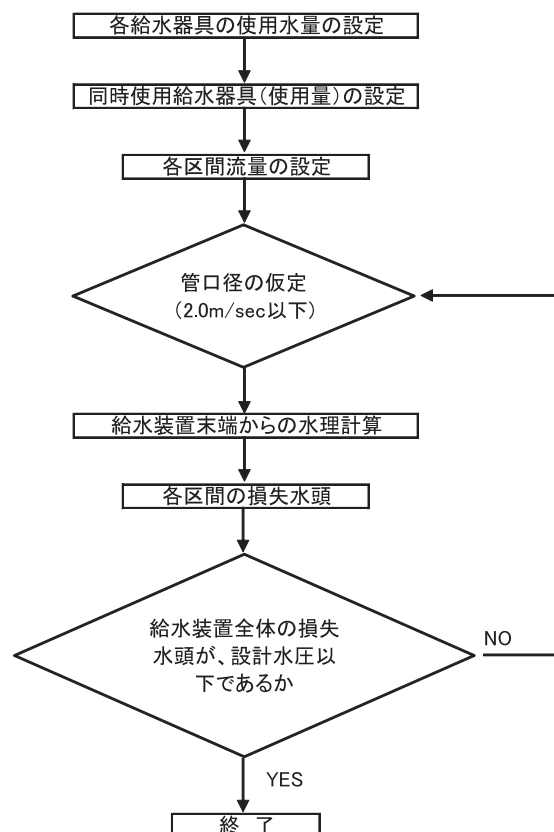 各給水器具の使用水量の設定
同時使用給水器具(使用量)の設定
各区間流量の設定
管口径の仮定
(2.0m/sec以下)
給水装置末端からの水理計算
各区間の損失水頭
給水装置全体の損失
水頭が、設計水圧以
下であるか
NO
YES
終 了